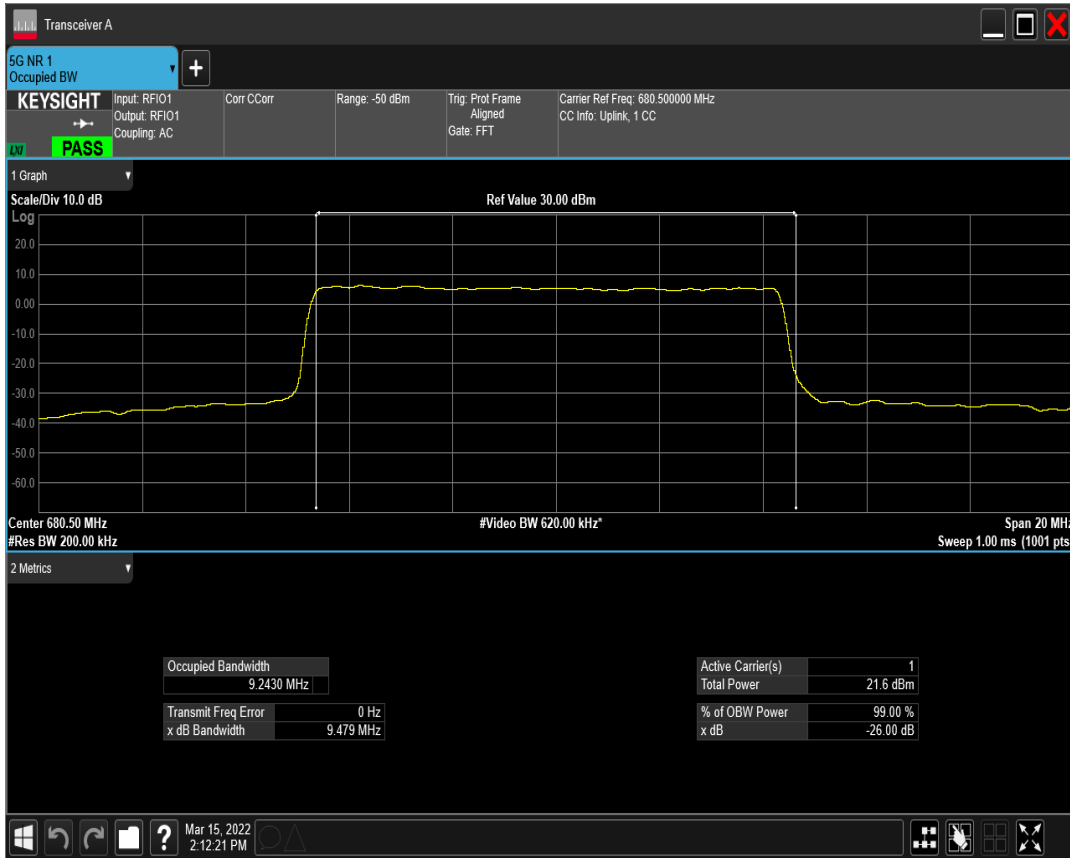 Transceiver A
5G NR 1
Occupied BW
KEYSIGHT
LXI
PASS
Input: RFIO1
Output: RFIO1
Coupling: AC
Corr CCorr
Range: -50 dBm
Trig: Prot Frame
Aligned
Gate: FFT
Carrier Ref Freq: 680.500000 MHz
CC Info: Uplink, 1 CC
1 Graph
Scale/Div 10.0 dB
Ref Value 30.00 dBm
Log
20.0
10.0
0.00
-10.0
-20.0
-30.0
-40.0
-50.0
-60.0
Center 680.50 MHz
#Video BW 620.00 kHz*
Span 20 MHz
#Res BW 200.00 kHz
Sweep 1.00 ms (1001 pts
2 Metrics
Occupied Bandwidth
9.2430 MHz
Transmit Freq Error 0 Hz
x dB Bandwidth 9.479 MHz
Active Carrier(s) 1
Total Power 21.6 dBm
% of OBW Power 99.00 %
x dB -26.00 dB
?
Mar 15, 2022
2:12:21 PM